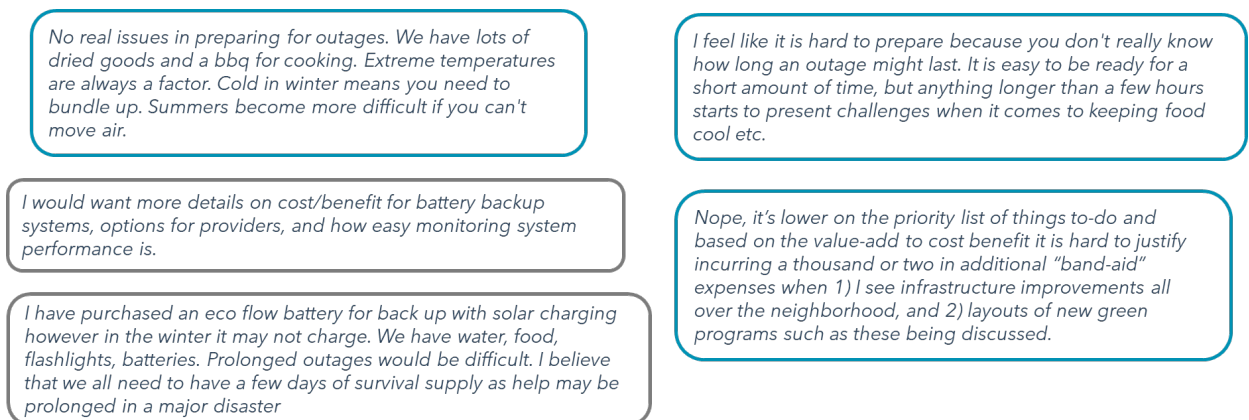 No real issues in preparing for outages. We have lots of
dried goods and a bbq for cooking. Extreme temperatures
are always a factor. Cold in winter means you need to
bundle up. Summers become more difficult if you can't
move air.
I would want more details on cost/benefit for battery backup
systems, options for providers, and how easy monitoring system
performance is.
I have purchased an eco flow battery for back up with solar charging
however in the winter it may not charge. We have water, food,
flashlights, batteries. Prolonged outages would be difficult. I believe
that we all need to have a few days of survival supply as help may be
prolonged in a major disaster
I feel like it is hard to prepare because you don't really know
how long an outage might last. It is easy to be ready for a
short amount of time, but anything longer than a few hours
starts to present challenges when it comes to keeping food
cool etc.
Nope, it’s lower on the priority list of things to-do and
based on the value-add to cost benefit it is hard to justify
incurring a thousand or two in additional “band-aid”
expenses when 1) I see infrastructure improvements all
over the neighborhood, and 2) layouts of new green
programs such as these being discussed.